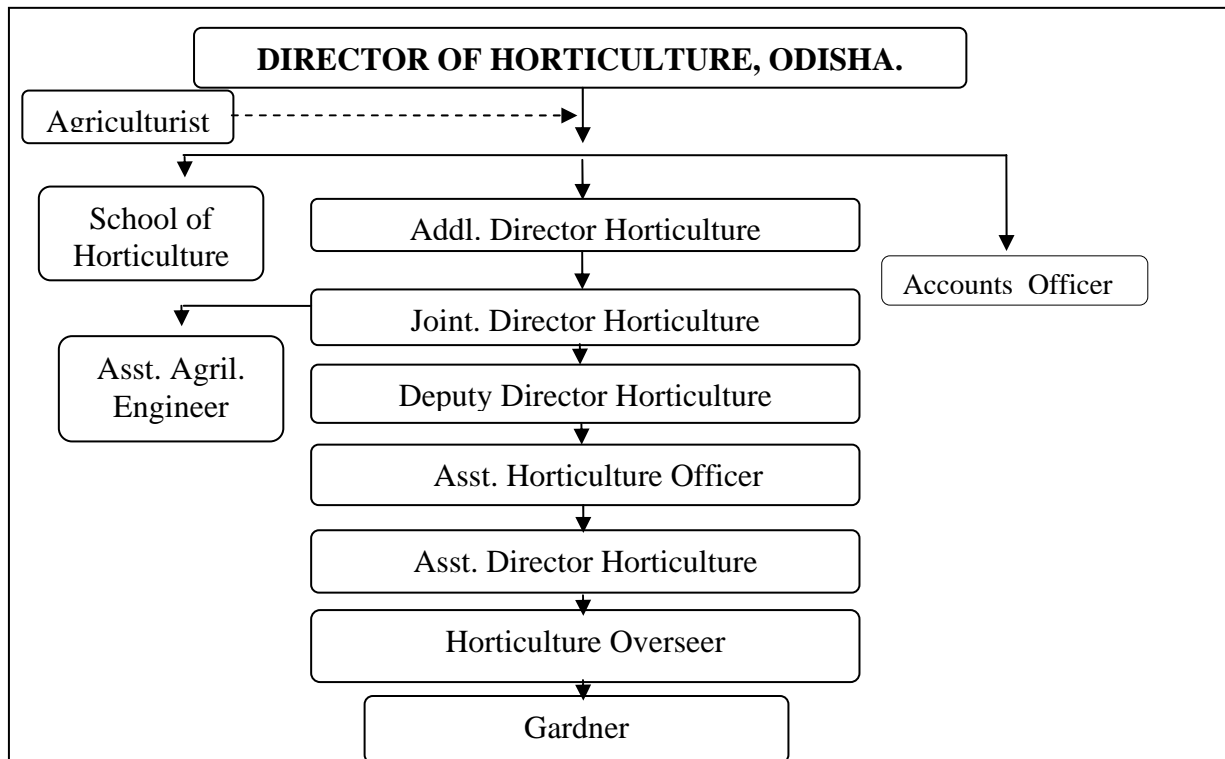 DIRECTOR OF HORTICULTURE, ODISHA.
Agriculturist
School of
Horticulture
Addl. Director Horticulture
Accounts Officer
Joint. Director Horticulture
Asst. Agril.
Engineer
Deputy Director Horticulture
Asst. Horticulture Officer
Asst. Director Horticulture
Horticulture Overseer
Gardner